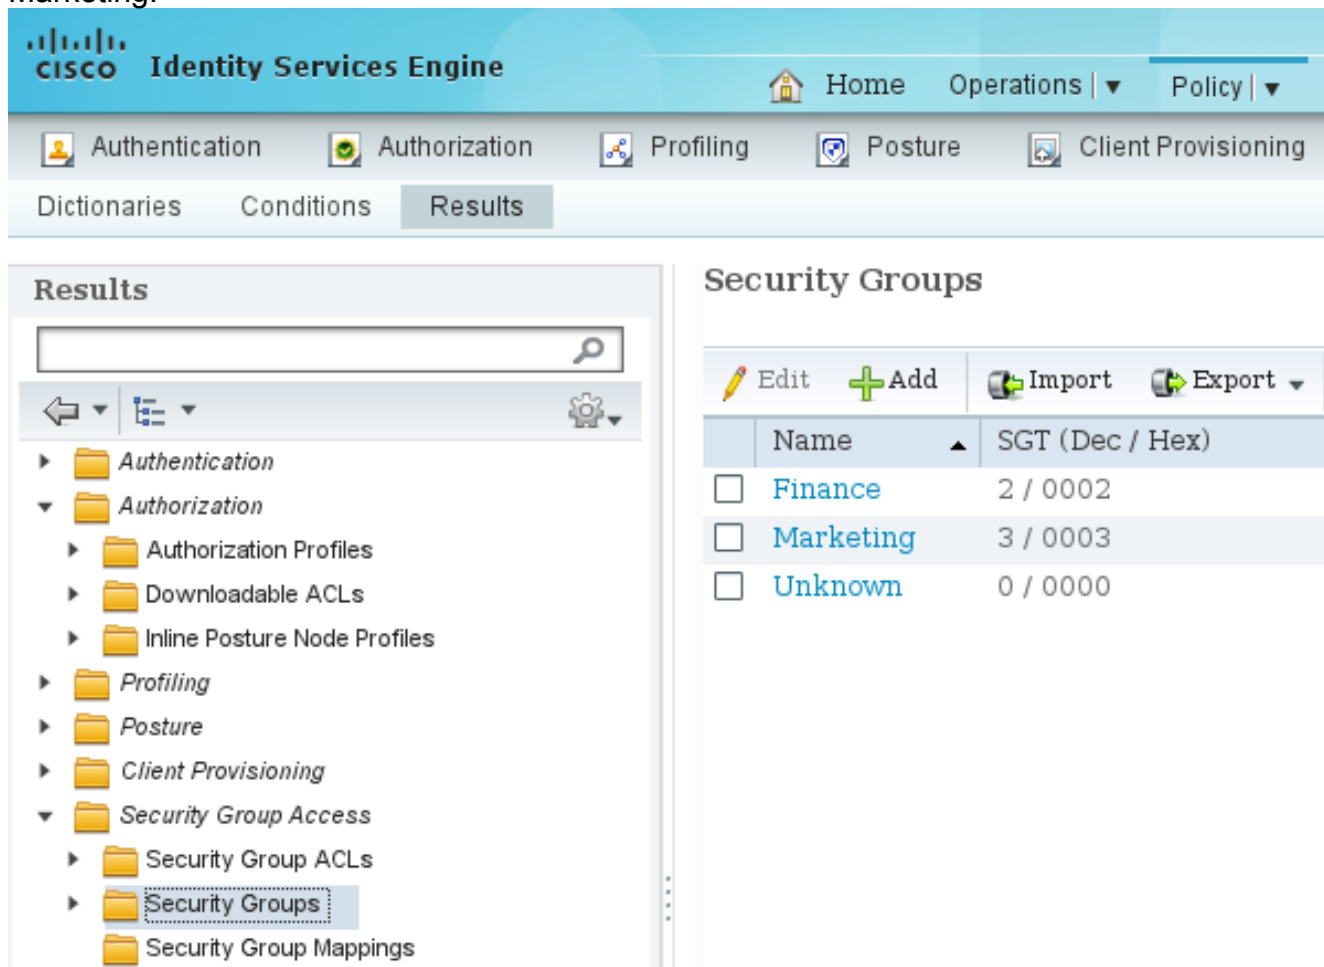 Marketing.
CISCO Identity Services Engine
Home Operations | ▼ Policy | ▼
Authentication Authorization Profiling Posture Client Provisioning
Dictionaries Conditions Results
Results
Authentication
Authorization
Authorization Profiles
Downloadable ACLs
Inline Posture Node Profiles
Profiling
Posture
Client Provisioning
Security Group Access
Security Group ACLs
Security Groups
Security Group Mappings
Security Groups
Edit Add Import Export
Name SGT (Dec / Hex)
Finance 2 / 0002
Marketing 3 / 0003
Unknown 0 / 0000